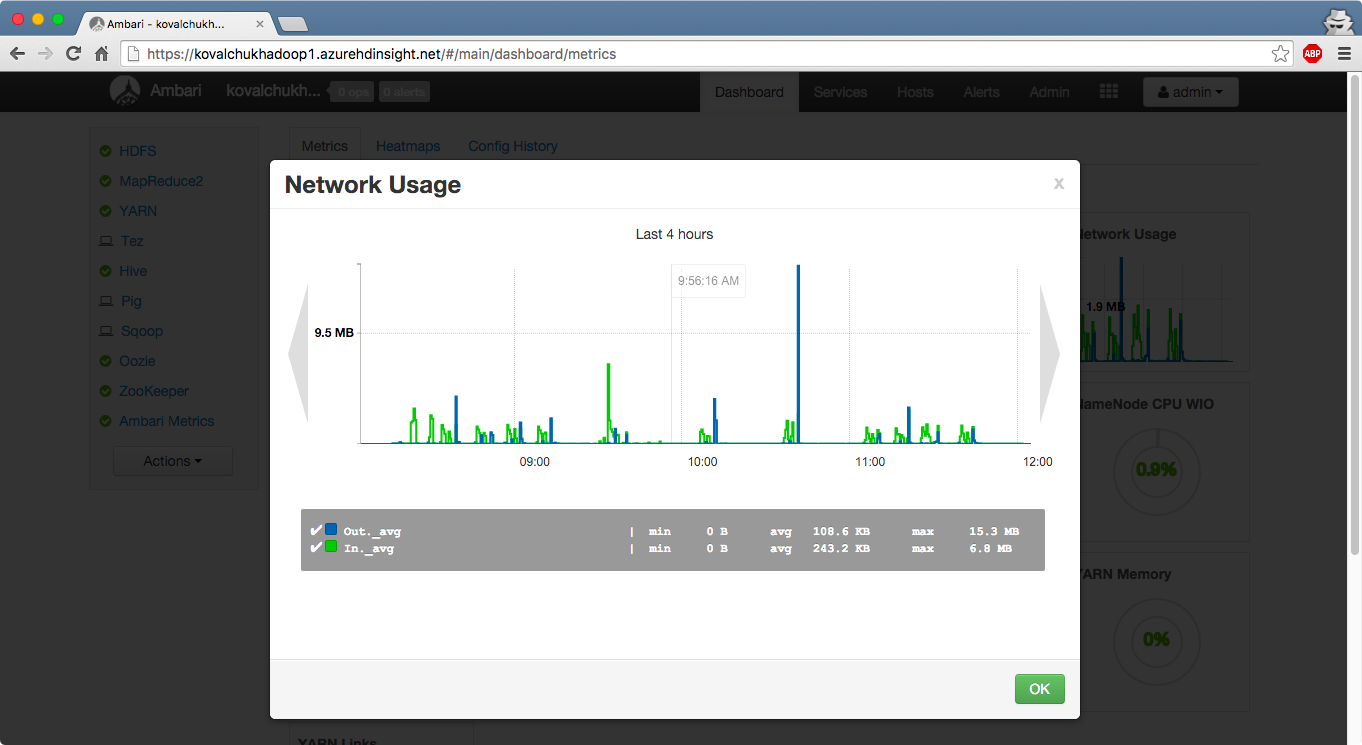 Ambari - kovalchukh...
https://kovalchukhadoop1.azurehdinsight.net/#/main/dashboard/metrics
ABP
Ambari kovalchukh... 0 ops 0 alerts Dashboard Services Hosts Alerts Admin admin
HDFS
MapReduce2
YARN
Tez
Hive
Pig
Sqoop
Oozie
ZooKeeper
Ambari Metrics
Actions
Metrics Heatmaps Config History
Network Usage
x
Last 4 hours
9:56:16 AM
9.5 MB
09:00 10:00 11:00 12:00
Out._avg | min 0 B avg 108.6 KB max 15.3 MB
In._avg | min 0 B avg 243.2 KB max 6.8 MB
OK
Network Usage
1.9 MB
NameNode CPU WIO
0.9%
YARN Memory
0%
YARN Links